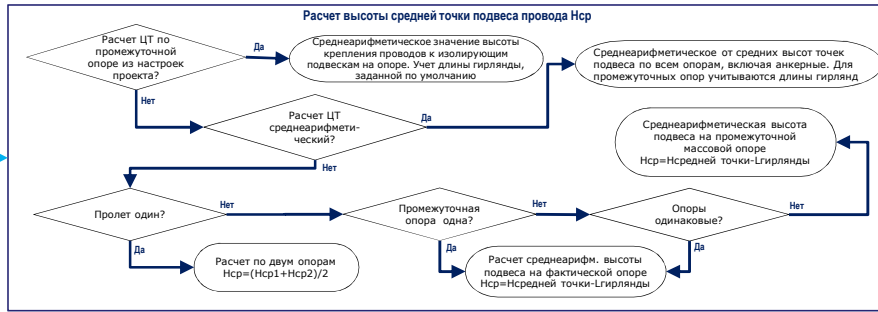 Расчет высоты средней точки подвеса провода Нср
Расчет ЦТ по
промежуточной
опоре из настроек
проекта?
Да
Среднеарифметическое значение высоты
крепления проводов к изолирующим
подвескам на опоре. Учет длины гирлянды,
заданной по умолчанию
Среднеарифметическое от средних высот точек
подвеса по всем опорам, включая анкерные. Для
промежуточных опор учитываются длины гирлянд
Нет
Расчет ЦТ
среднеарифмети-
ческий?
Да
Среднеарифметическая высота
подвеса на промежуточной
массовой опоре
Нср=Нсредней точки-Lгирлянды
Нет
Пролет один?
Нет
Промежуточная
опора одна?
Нет
Опоры
одинаковые?
Нет
Да
Расчет по двум опорам
Нср=(Нср1+Нср2)/2
Да
Расчет среднеарифм. высоты
подвеса на фактической опоре
Нср=Нсредней точки-Lгирлянды
Да